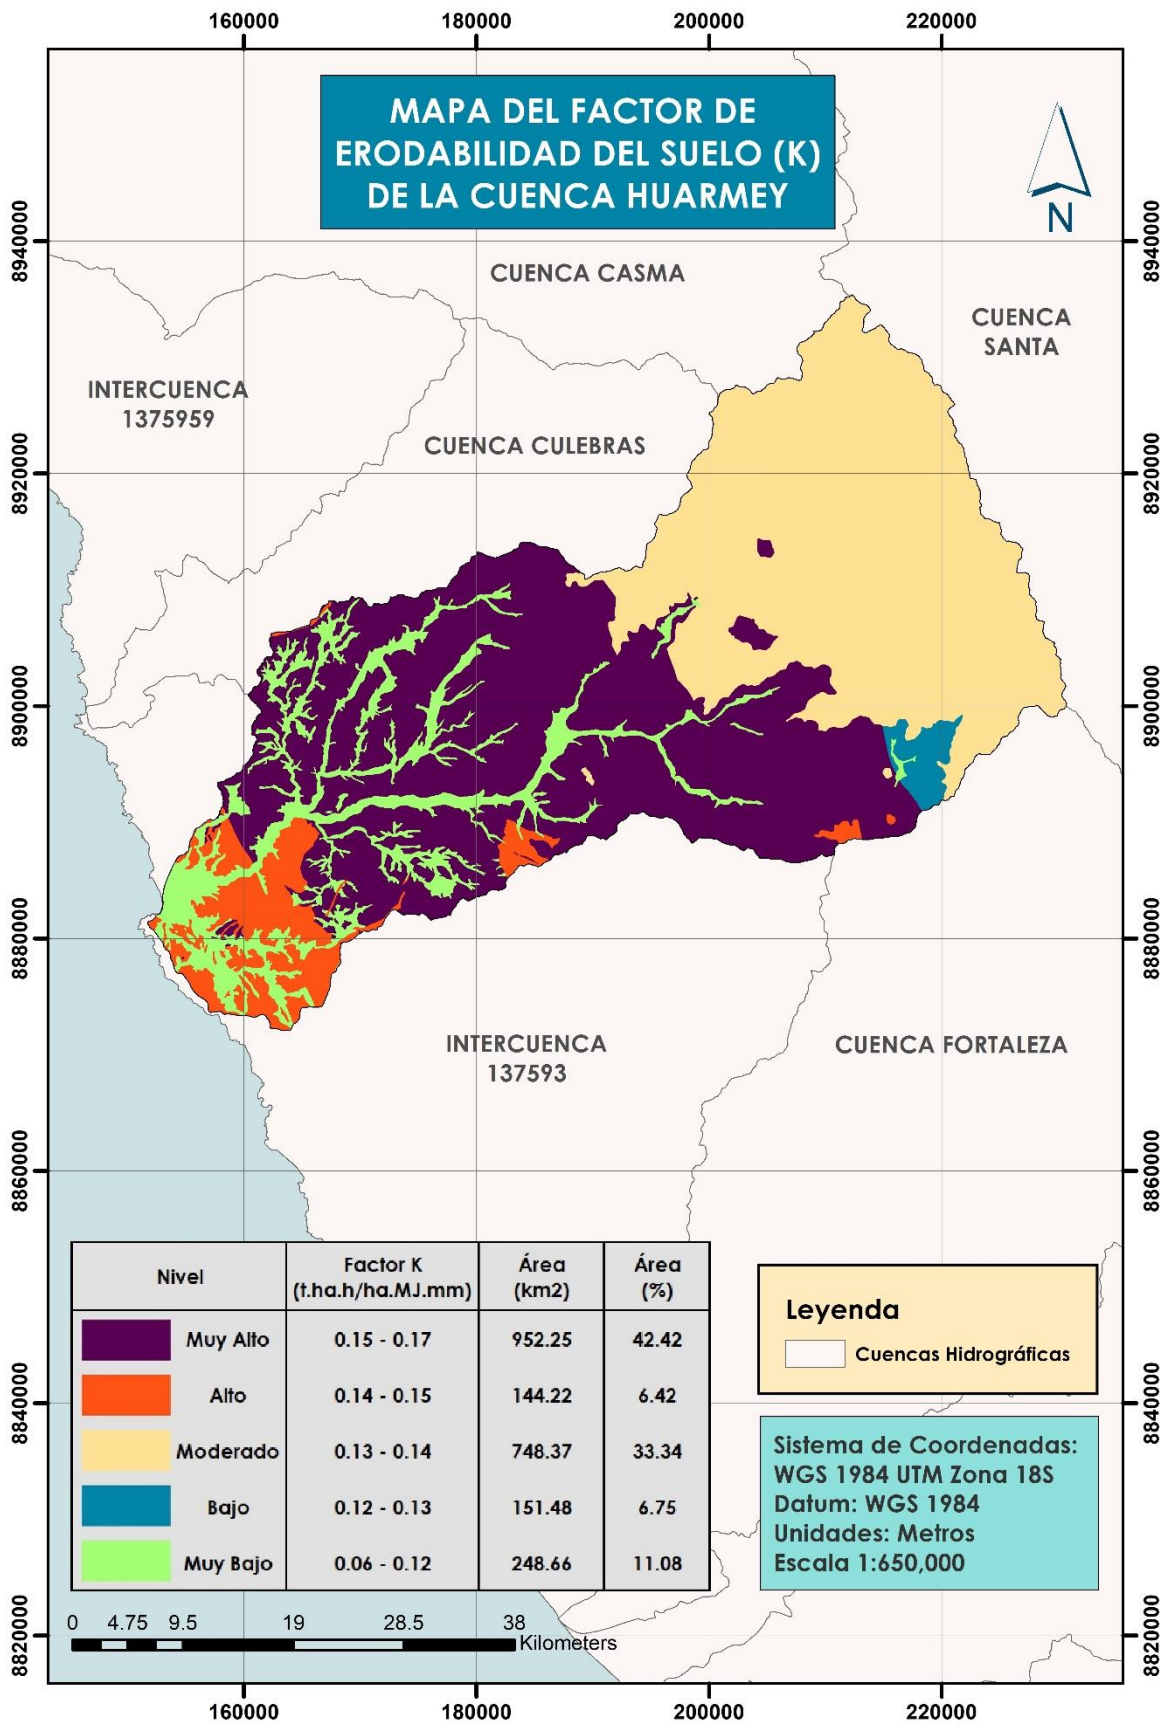 160000 180000 200000 220000
MAPA DEL FACTOR DE
ERODABILIDAD DEL SUELO (K)
DE LA CUENCA HUARMEY
N
8940000 8940000
CUENCA CASMA
CUENCA
SANTA
INTERCUENCA
1375959
CUENCA CULEBRAS
8920000 8920000
8900000 8900000
8880000 8880000
INTERCUENCA
137593
CUENCA FORTALEZA
8860000 8860000
Nivel Factor K
(t.ha.h/ha.MJ.mm) Área
(km2) Área
(%)
Muy Alto 0.15 - 0.17 952.25 42.42
Alto 0.14 - 0.15 144.22 6.42
Moderado 0.13 - 0.14 748.37 33.34
Bajo 0.12 - 0.13 151.48 6.75
Muy Bajo 0.06 - 0.12 248.66 11.08
Leyenda
Cuencas Hidrográficas
8840000 8840000
Sistema de Coordenadas:
WGS 1984 UTM Zona 18S
Datum: WGS 1984
Unidades: Metros
Escala 1:650,000
0 4.75 9.5 19 28.5 38
Kilometers
8820000 8820000
160000 180000 200000 220000